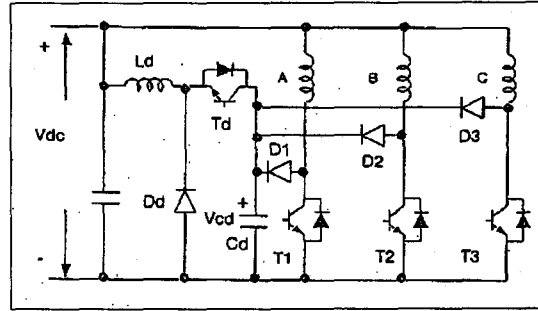 +
Ld
A
B
C
Td
Vdc
D3
D1
D2
+
Dd
Vcd
Cd
T1
T2
T3
-